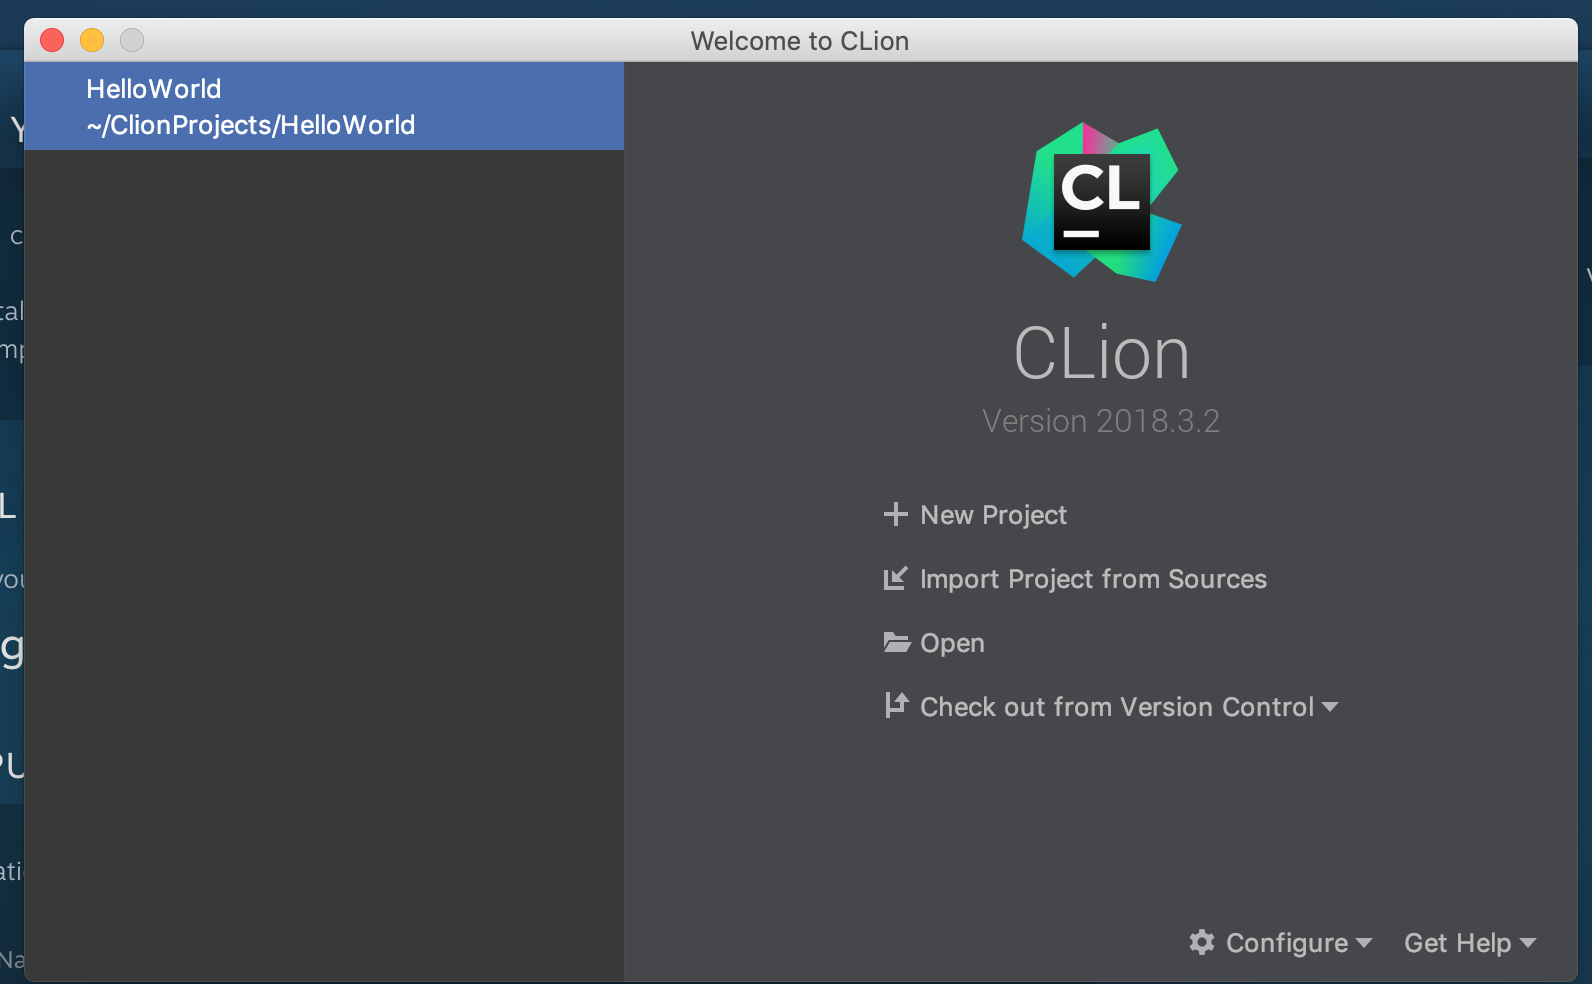 Welcome to CLion
HelloWorld
~/ClionProjects/HelloWorld
CL
CLion
Version 2018.3.2
New Project
Import Project from Sources
Open
Check out from Version Control
Configure
Get Help